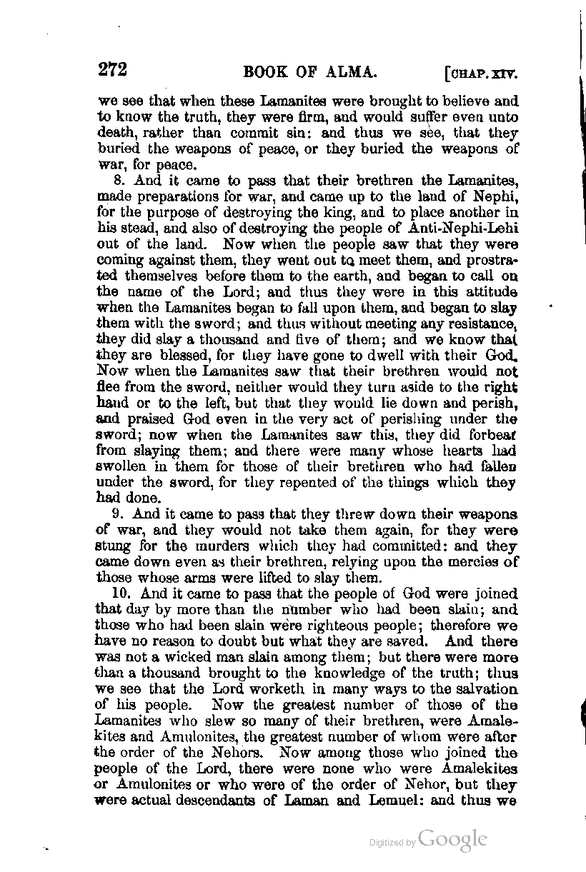 272 BOOK OF ALMA. [CHAP. XIV.
we see that when these Lamanites were brought to believe and
to know the truth, they were firm, and would suffer even unto
death, rather than commit sin: and thus we see, that they
buried the weapons of peace, or they buried the weapons of
war, for peace.
8. And it came to pass that their brethren the Lamanites,
made preparations for war, and came up to the land of Nephi,
for the purpose of destroying the king, and to place another in
his stead, and also of destroying the people of Anti-Nephi-Lehi
out of the land. Now when the people saw that they were
coming against them, they went out to meet them, and prostra-
ted themselves before them to the earth, and began to call on
the name of the Lord; and thus they were in this attitude
when the Lamanites began to fall upon them, and began to slay
them with the sword; and thus without meeting any resistance,
they did slay a thousand and five of them; and we know that
they are blessed, for they have gone to dwell with their God.
Now when the Lamanites saw that their brethren would not
flee from the sword, neither would they turn aside to the right
hand or to the left, but that they would lie down and perish,
and praised God even in the very act of perishing under the
sword; now when the Lamanites saw this, they did forbear
from slaying them; and there were many whose hearts had
swollen in them for those of their brethren who had fallen
under the sword, for they repented of the things which they
had done.
9. And it came to pass that they threw down their weapons
of war, and they would not take them again, for they were
stung for the murders which they had committed: and they
came down even as their brethren, relying upon the mercies of
those whose arms were lifted to slay them.
10. And it came to pass that the people of God were joined
that day by more than the number who had been slain; and
those who had been slain were righteous people; therefore we
have no reason to doubt but what they are saved. And there
was not a wicked man slain among them; but there were more
than a thousand brought to the knowledge of the truth; thus
we see that the Lord worketh in many ways to the salvation
of his people. Now the greatest number of those of the
Lamanites who slew so many of their brethren, were Amale-
kites and Amulonites, the greatest number of whom were after
the order of the Nehors. Now among those who joined the
people of the Lord, there were none who were Amalekites
or Amulonites or who were of the order of Nehor, but they
were actual descendants of Laman and Lemuel: and thus we
Digitized by Google